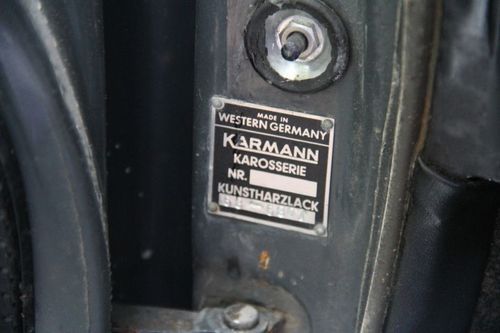 MADE IN
WESTERN GERMANY
KARMANN
KAROSSERIE
NR.
KUNSTHARZLACK